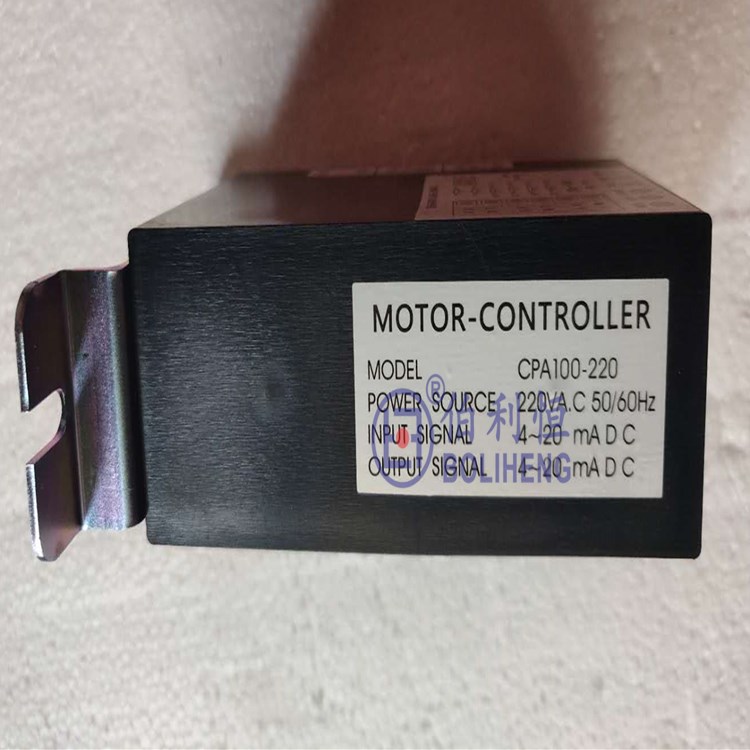 MOTOR-CONTROLLER
MODEL CPA100-220
POWER SOURCE 220VA.C 50/60Hz
INPUT SIGNAL 4~20 mA D C
OUTPUT SIGNAL 4~20 mA D C
® 佰利恒
BOLIHENG